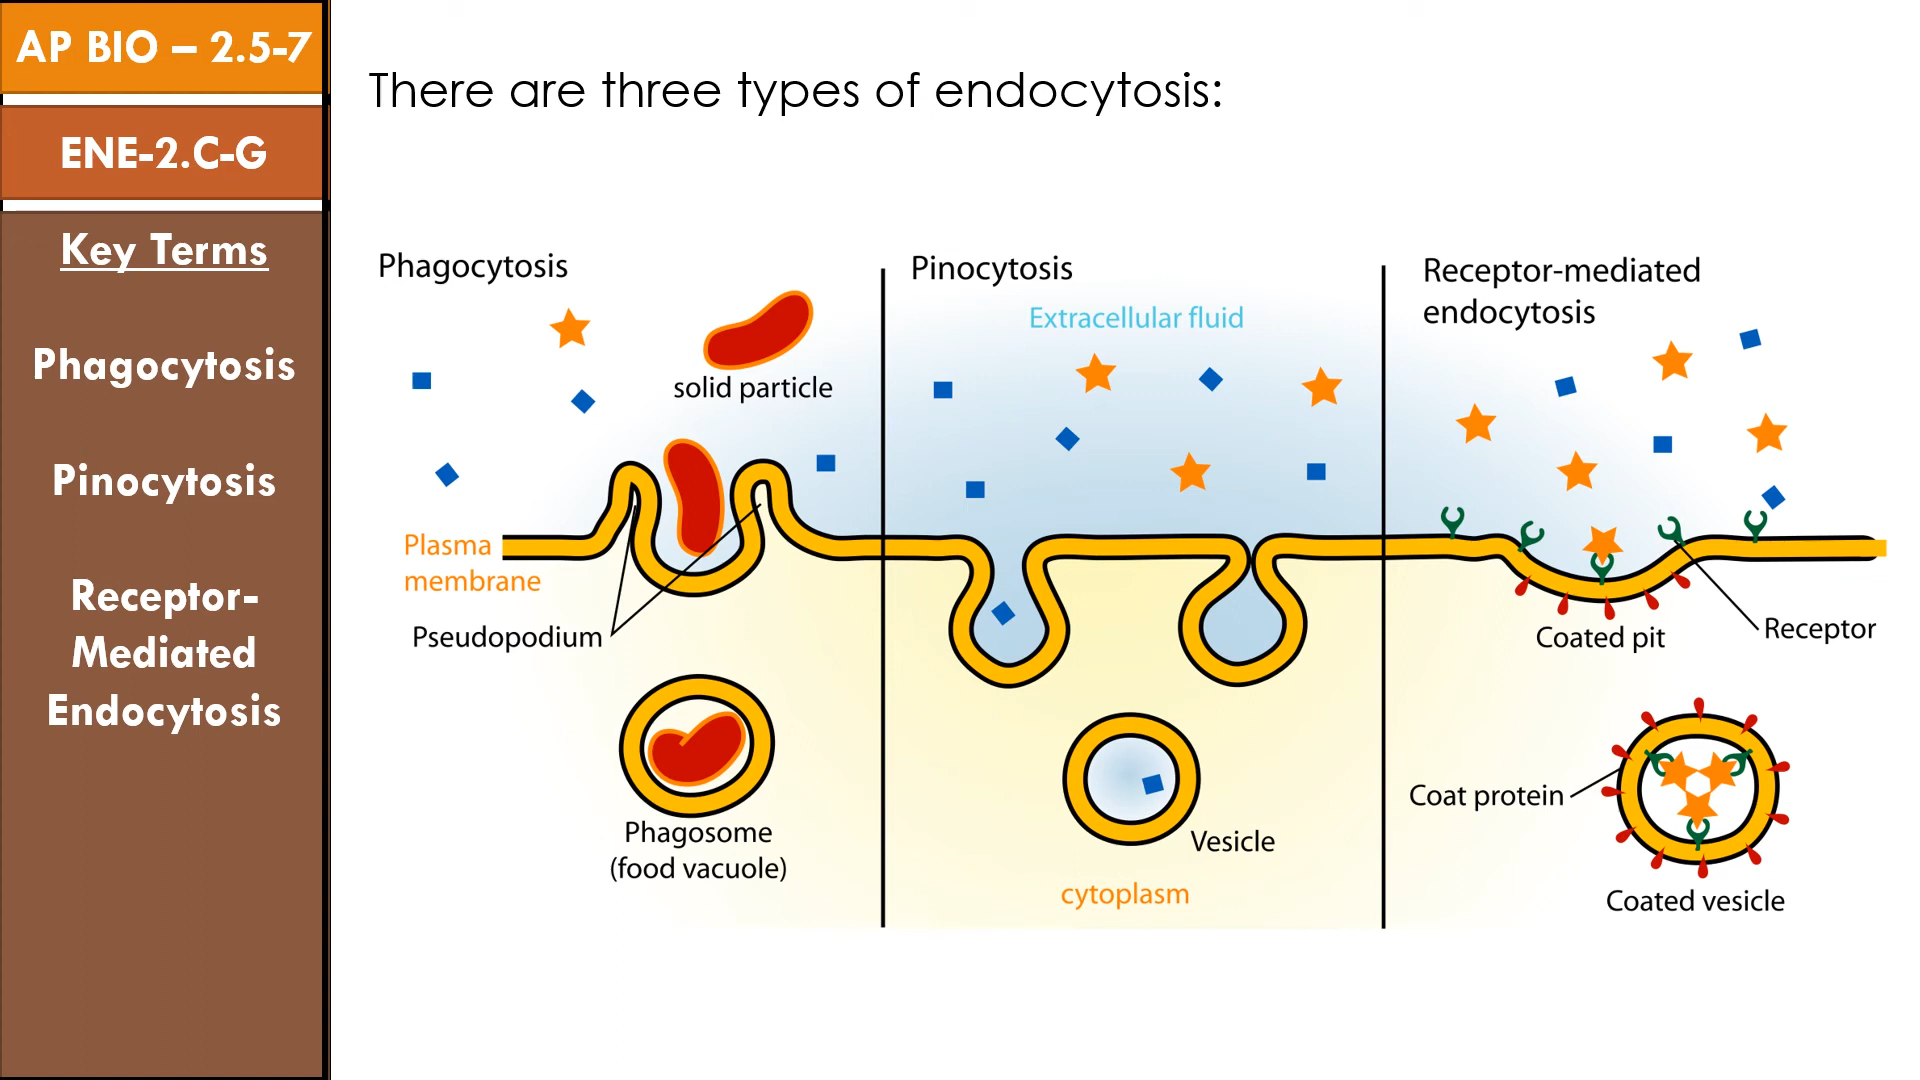 AP BIO – 2.5-7
ENE-2.C-G
Key Terms
Phagocytosis
Pinocytosis
Receptor-
Mediated
Endocytosis
There are three types of endocytosis:
Phagocytosis
solid particle
Plasma
membrane
Pseudopodium
Phagosome
(food vacuole)
Pinocytosis
Extracellular fluid
Vesicle
cytoplasm
Receptor-mediated
endocytosis
Coated pit
Receptor
Coat protein
Coated vesicle